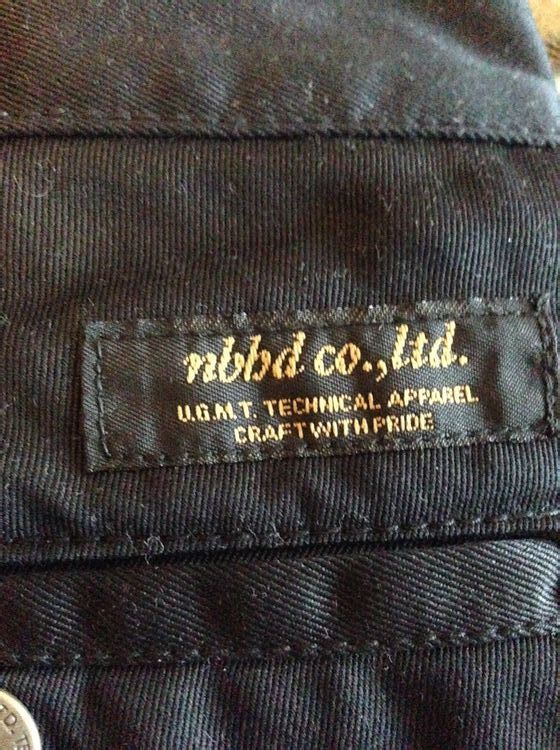 nbbd co.,ltd.
U.G.M.T. TECHNICAL APPAREL
CRAFT WITH PRIDE